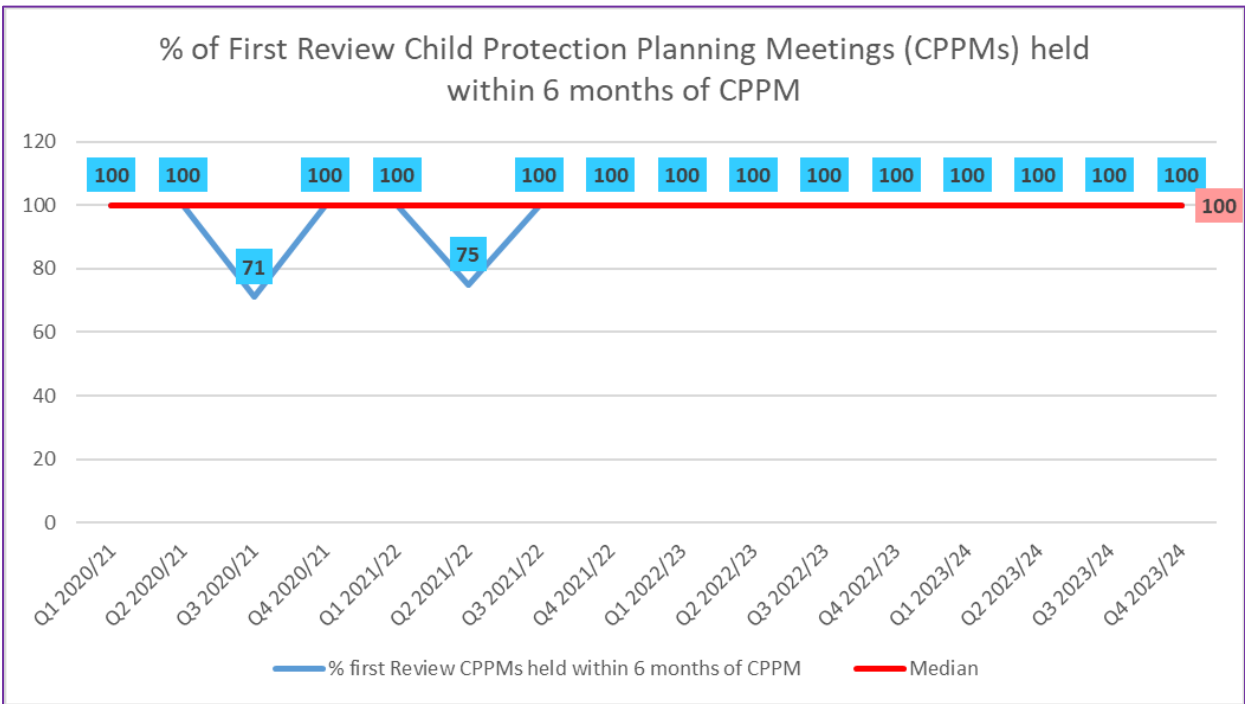 % of First Review Child Protection Planning Meetings (CPPMs) held
within 6 months of CPPM
120
100 100 100 100 100 100 100 100 100 100 100 100 100 100
100
100
71
75
80
60
40
20
0
Q1 2020/21
Q2 2020/21
Q3 2020/21
Q4 2020/21
Q1 2021/22
Q2 2021/22
Q3 2021/22
Q4 2021/22
Q1 2022/23
Q2 2022/23
Q3 2022/23
Q4 2022/23
Q1 2023/24
Q2 2023/24
Q3 2023/24
Q4 2023/24
% first Review CPPMs held within 6 months of CPPM
Median